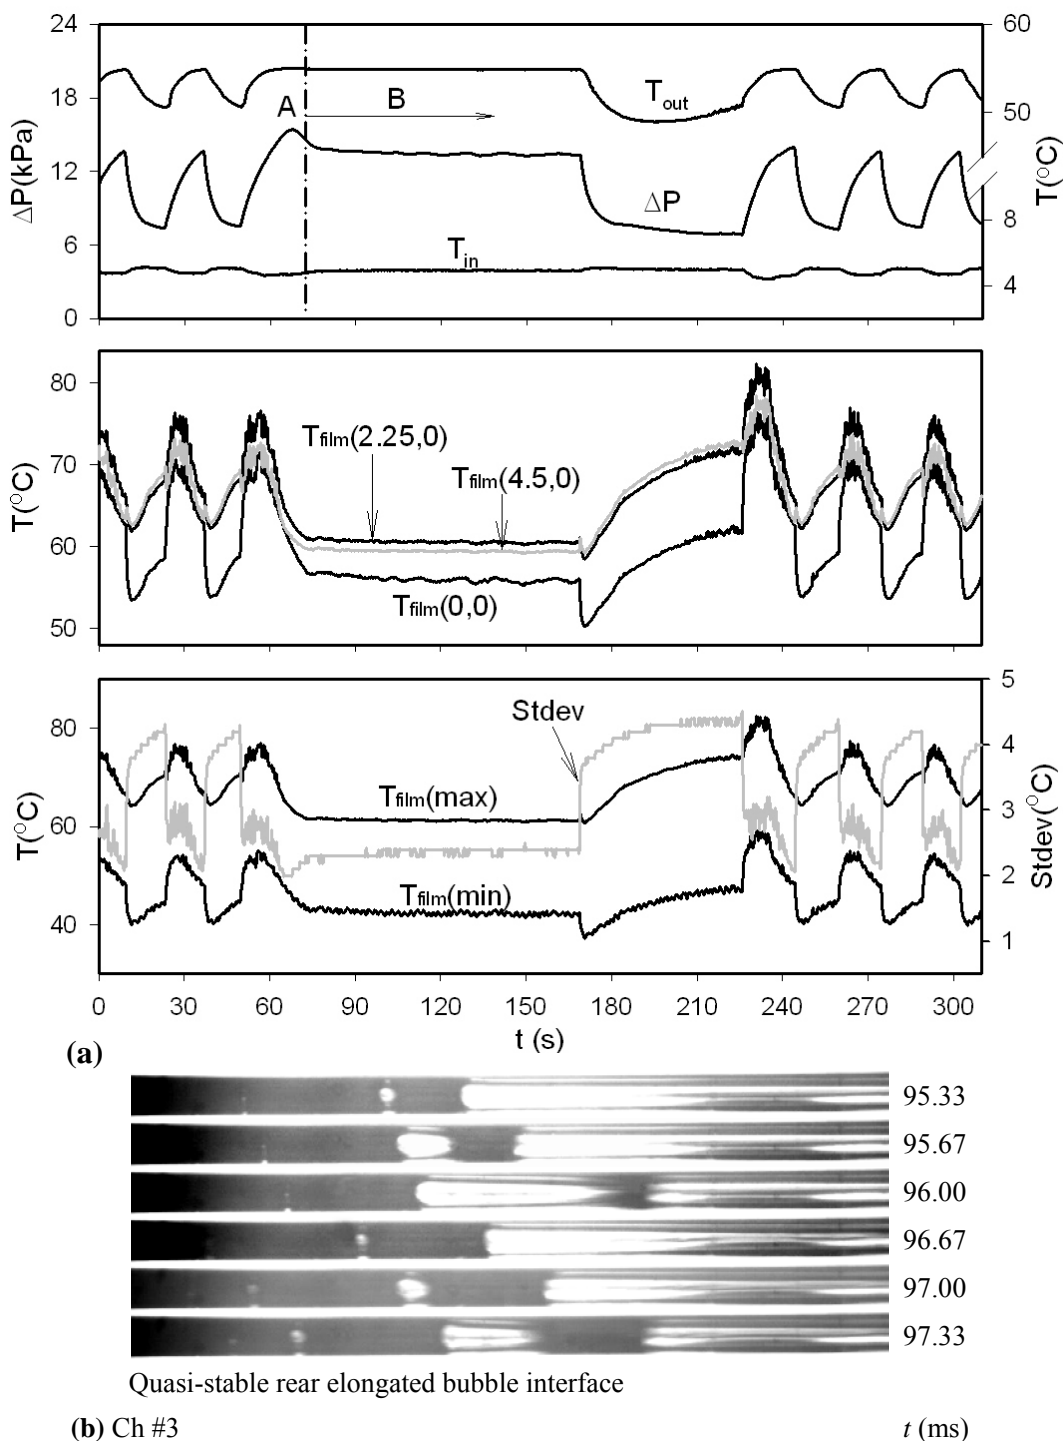 24 60
A B T_out
18 50
ΔP(kPa) T(°C)
12
ΔP 8
6 T_in
4
0
80
T_film(2.25,0)
70 T_film(4.5,0)
T(°C)
60
T_film(0,0)
50
5
80 Stdev
4
T_film(max) 3
T(°C) 60 Stdev(°C)
2
T_film(min)
40
1
0 30 60 90 120 150 180 210 240 270 300
t (s)
(a)
95.33
95.67
96.00
96.67
97.00
97.33
Quasi-stable rear elongated bubble interface
(b) Ch #3 t (ms)